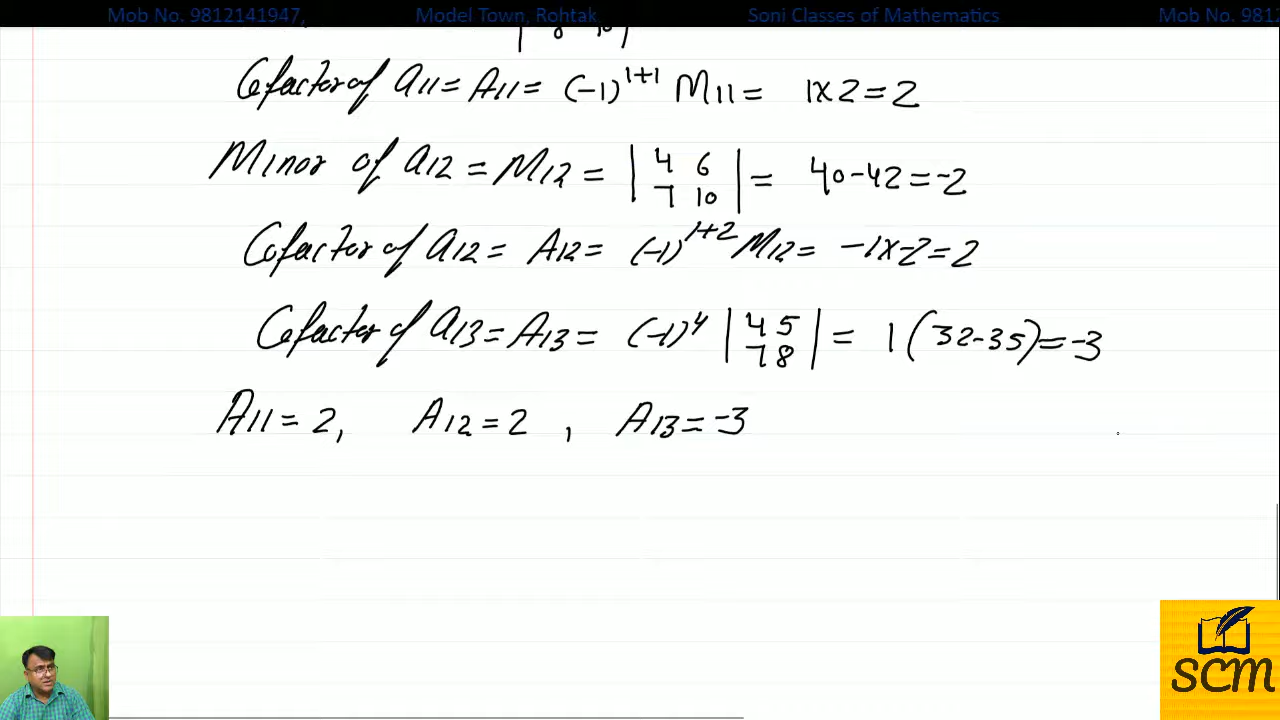 Mob No. 9812141947, Model Town, Rohtak Soni Classes of Mathematics Mob No. 981
Cofactor of a11 = A11 = (-1)^1+1 M11 = 1x2=2
Minor of a12 = M12 = | 4 6 | = 40-42=-2
| 7 10 |
Cofactor of a12 = A12 = (-1)^1+2 M12 = -1x-2=2
Cofactor of a13 = A13 = (-1)^4 | 4 5 | = 1(32-35)=-3
| 7 8 |
A11=2, A12=2, A13=-3
SCM